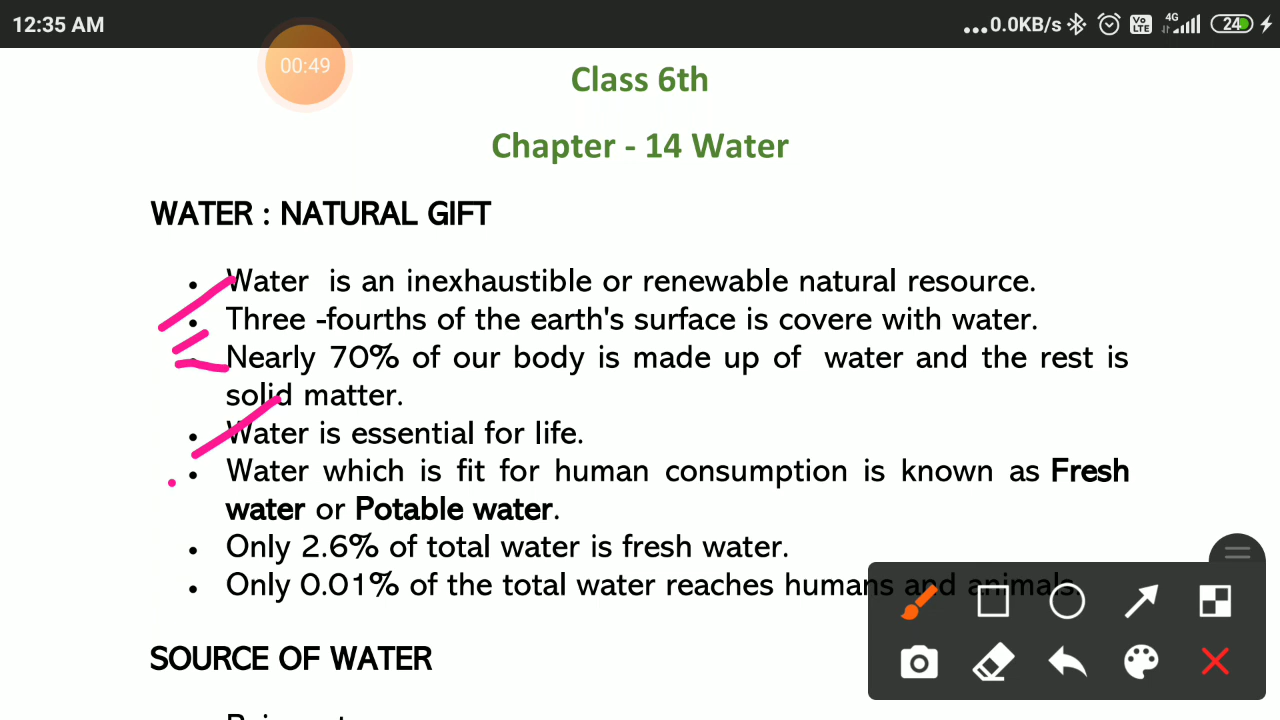 12:35 AM
...0.0KB/s 4G Vo LTE 24
00:49
Class 6th
Chapter - 14 Water
WATER : NATURAL GIFT
• Water is an inexhaustible or renewable natural resource.
• Three -fourths of the earth's surface is covere with water.
• Nearly 70% of our body is made up of water and the rest is
solid matter.
• Water is essential for life.
• Water which is fit for human consumption is known as Fresh
water or Potable water.
• Only 2.6% of total water is fresh water.
• Only 0.01% of the total water reaches humans and animals.
SOURCE OF WATER